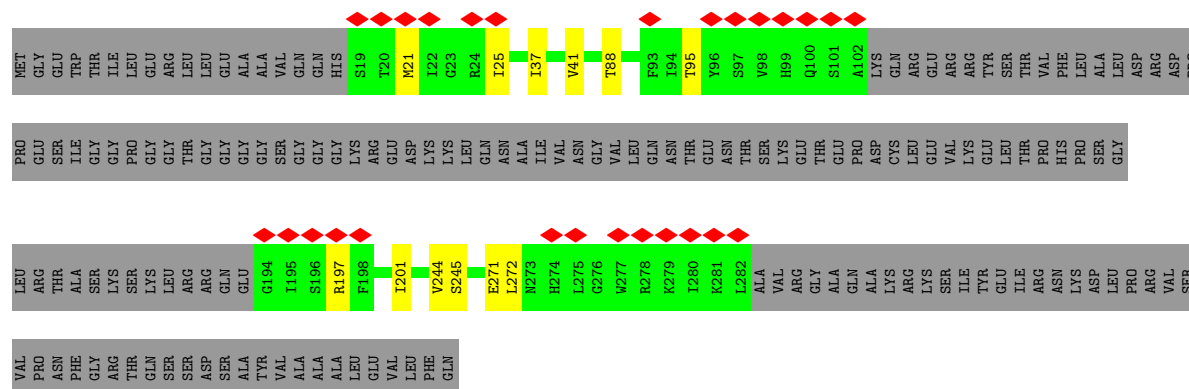 MET GLY GLU TRP THR ILE LEU GLU ARG LEU LEU GLU ALA ALA VAL GLN GLN HIS S19 T20 M21 I22 G23 R24 I25 I37 V41 T88 F93 I94 T95 Y96 S97 V98 H99 Q100 S101 A102 LYS GLN ARG GLU ARG ARG TYR SER THR VAL PHE LEU ALA LEU ASP ARG ASP PRO
PRO GLU SER ILE GLY GLY PRO GLY GLY THR GLY GLY GLY GLY SER GLY GLY GLY LYS ARG GLU ASP LYS LYS LEU GLN ASN ALA ILE VAL ASN GLY VAL LEU GLN ASN THR GLU ASN THR SER LYS GLU THR GLU PRO ASP CYS LEU GLU VAL LYS GLU LEU THR PRO HIS PRO SER GLY
LEU ARG THR ALA SER LYS SER LYS LEU ARG ARG GLN GLU G194 I195 S196 R197 F198 I201 V244 S245 E271 L272 N273 H274 L275 G276 W277 R278 K279 I280 K281 L282 ALA VAL ARG GLY ALA GLN ALA LYS ARG LYS SER ILE TYR GLU ILE ARG ASN LYS ASP LEU PRO ARG VAL SER
VAL PRO ASN PHE GLY ARG THR GLN SER SER ASP SER ALA TYR VAL ALA ALA ALA LEU GLU VAL LEU PHE GLN